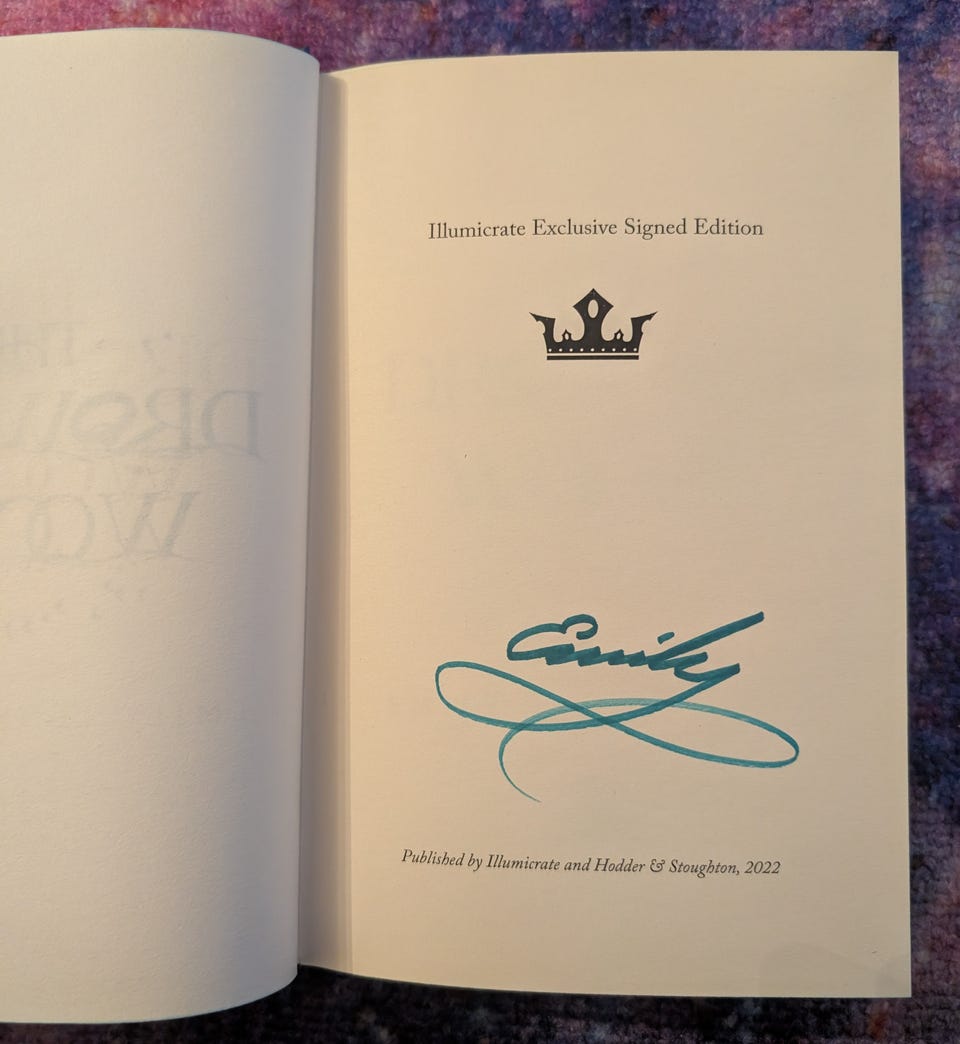 Illumicrate Exclusive Signed Edition
Emily
Published by Illumicrate and Hodder & Stoughton, 2022